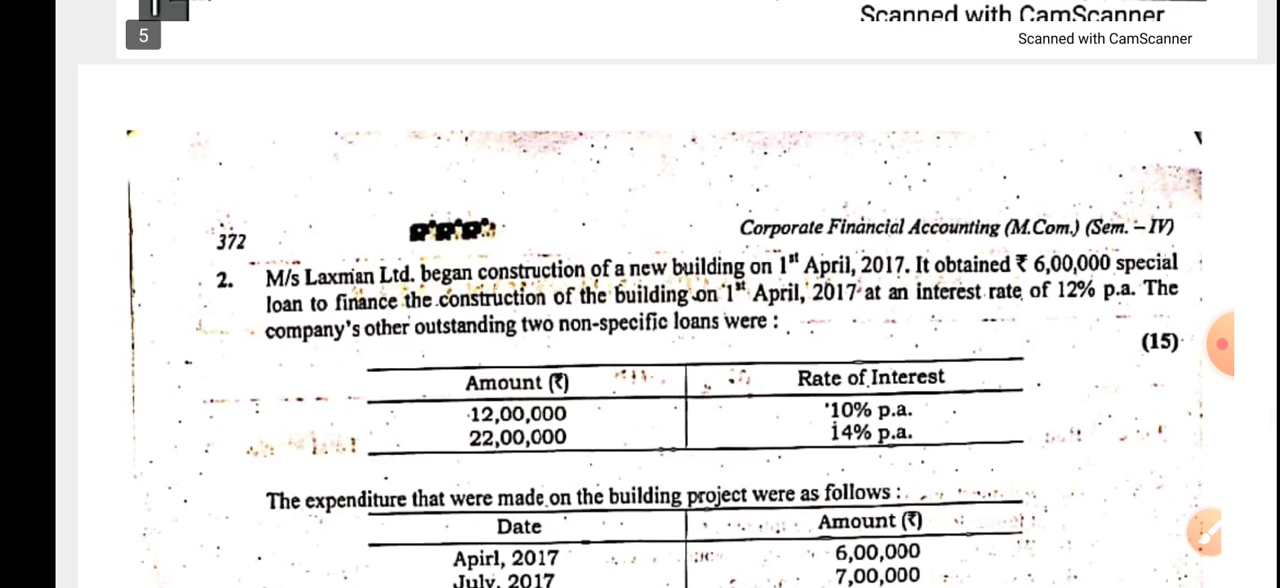 Scanned with CamScanner
5
Scanned with CamScanner
372
Corporate Financial Accounting (M.Com.) (Sem. – IV)
2. M/s Laxman Ltd. began construction of a new building on 1st April, 2017. It obtained ₹ 6,00,000 special
loan to finance the construction of the building on 1st April, 2017 at an interest rate of 12% p.a. The
company's other outstanding two non-specific loans were :
(15)
Amount (₹) Rate of Interest
12,00,000 10% p.a.
22,00,000 14% p.a.
The expenditure that were made on the building project were as follows :
Date Amount (₹)
Apirl, 2017 6,00,000
July, 2017 7,00,000